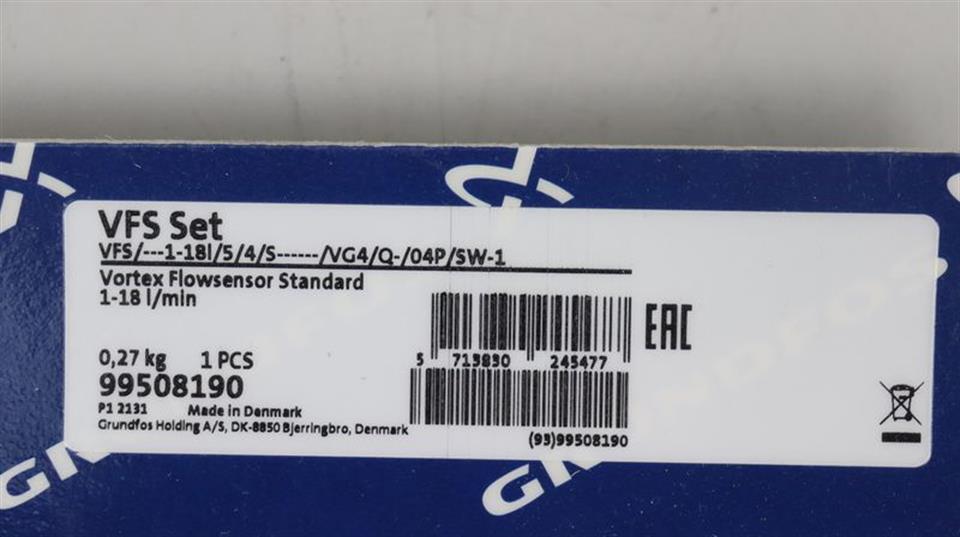 VFS Set
VFS/---1-18l/5/4/S------/VG4/Q-/04P/SW-1
Vortex Flowsensor Standard
1-18 l/min
EAC
0,27 kg 1 PCS
5 713830 245477
99508190
P1 2131 Made in Denmark
Grundfos Holding A/S, DK-8850 Bjerringbro, Denmark
(93)99508190